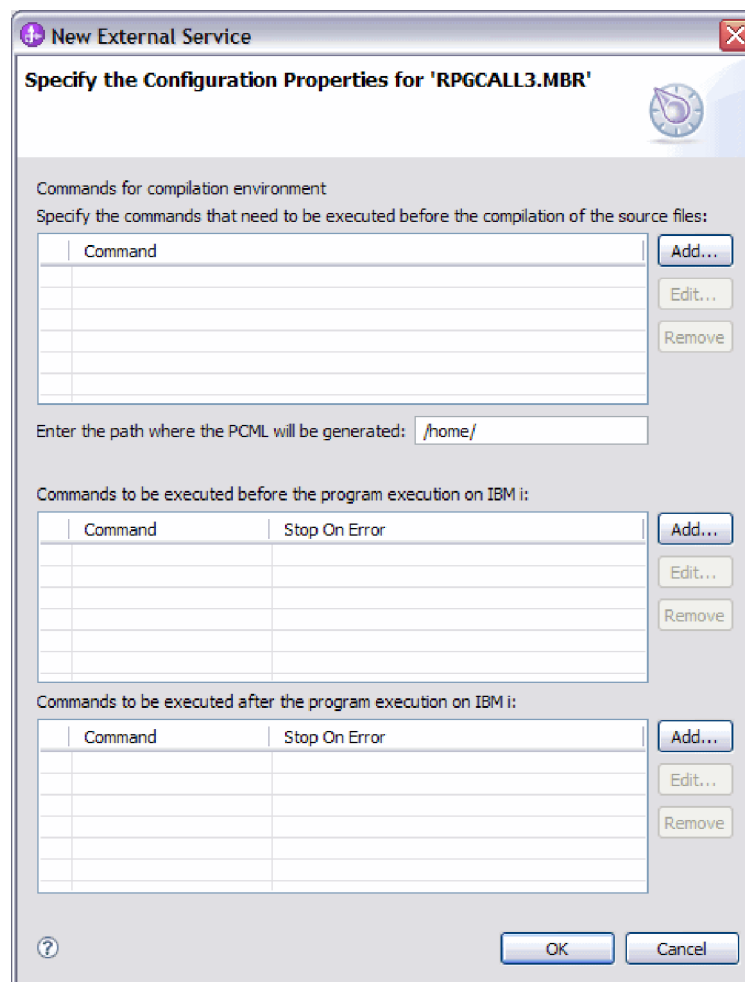 New External Service
Specify the Configuration Properties for 'RPGCALL3.MBR'
Commands for compilation environment
Specify the commands that need to be executed before the compilation of the source files:
Command
Add...
Edit...
Remove
Enter the path where the PCML will be generated: /home/
Commands to be executed before the program execution on IBM i:
Command Stop On Error
Add...
Edit...
Remove
Commands to be executed after the program execution on IBM i:
Command Stop On Error
Add...
Edit...
Remove
? OK Cancel